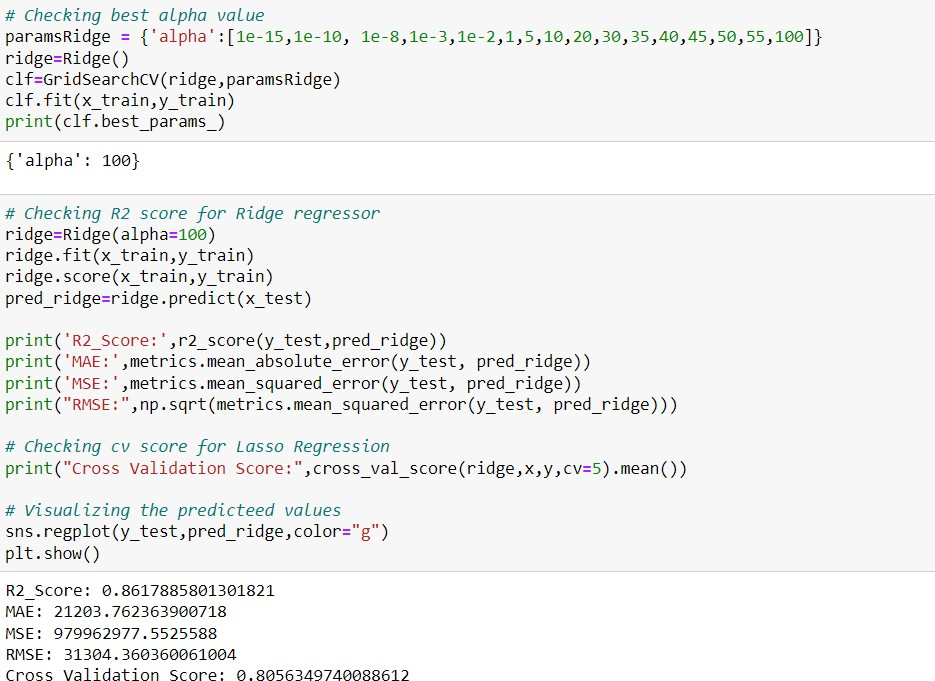 # Checking best alpha value
paramsRidge = {'alpha':[1e-15,1e-10, 1e-8,1e-3,1e-2,1,5,10,20,30,35,40,45,50,55,100]}
ridge=Ridge()
clf=GridSearchCV(ridge,paramsRidge)
clf.fit(x_train,y_train)
print(clf.best_params_)
{'alpha': 100}
# Checking R2 score for Ridge regressor
ridge=Ridge(alpha=100)
ridge.fit(x_train,y_train)
ridge.score(x_train,y_train)
pred_ridge=ridge.predict(x_test)
print('R2_Score:',r2_score(y_test,pred_ridge))
print('MAE:',metrics.mean_absolute_error(y_test, pred_ridge))
print('MSE:',metrics.mean_squared_error(y_test, pred_ridge))
print("RMSE:",np.sqrt(metrics.mean_squared_error(y_test, pred_ridge)))
# Checking cv score for Lasso Regression
print("Cross Validation Score:",cross_val_score(ridge,x,y,cv=5).mean())
# Visualizing the predicteed values
sns.regplot(y_test,pred_ridge,color="g")
plt.show()
R2_Score: 0.8617885801301821
MAE: 21203.762363900718
MSE: 979962977.5525588
RMSE: 31304.360360061004
Cross Validation Score: 0.8056349740088612